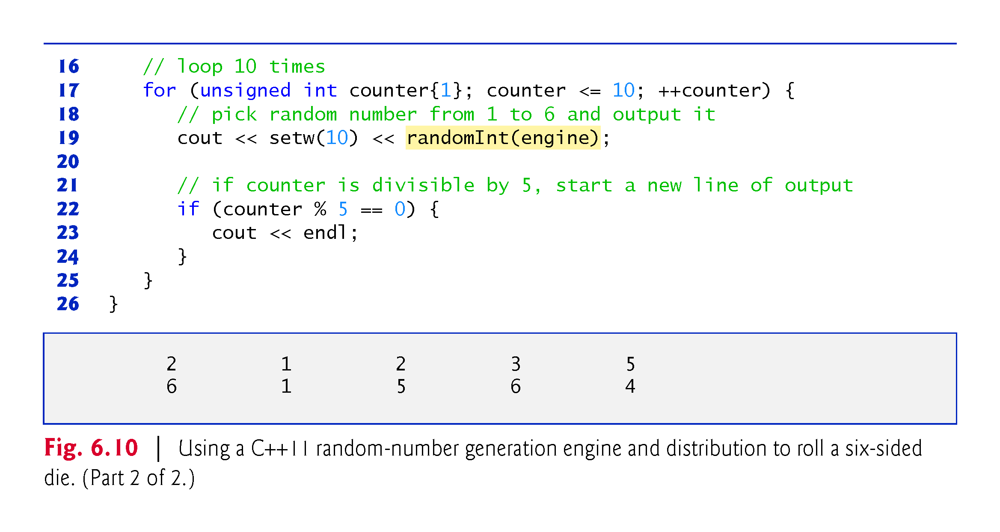 16 // loop 10 times
17 for (unsigned int counter{1}; counter <= 10; ++counter) {
18 // pick random number from 1 to 6 and output it
19 cout << setw(10) << randomInt(engine);
20
21 // if counter is divisible by 5, start a new line of output
22 if (counter % 5 == 0) {
23 cout << endl;
24 }
25 }
26 }
2 1 2 3 5
6 1 5 6 4
Fig. 6.10 | Using a C++11 random-number generation engine and distribution to roll a six-sided
die. (Part 2 of 2.)